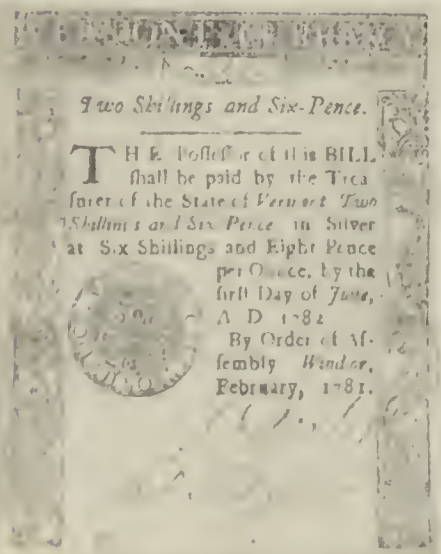 Two Shillings and Six-Pence.
THE Possessor of this BILL
shall be paid by the Trea
surer of the State of Vermont Two
Shillings and Six Pence in Silver
at Six Shillings and Eight Pence
per Ounce, by the
first Day of June,
A D 1782
By Order of As-
sembly Windsor,
February, 1781.